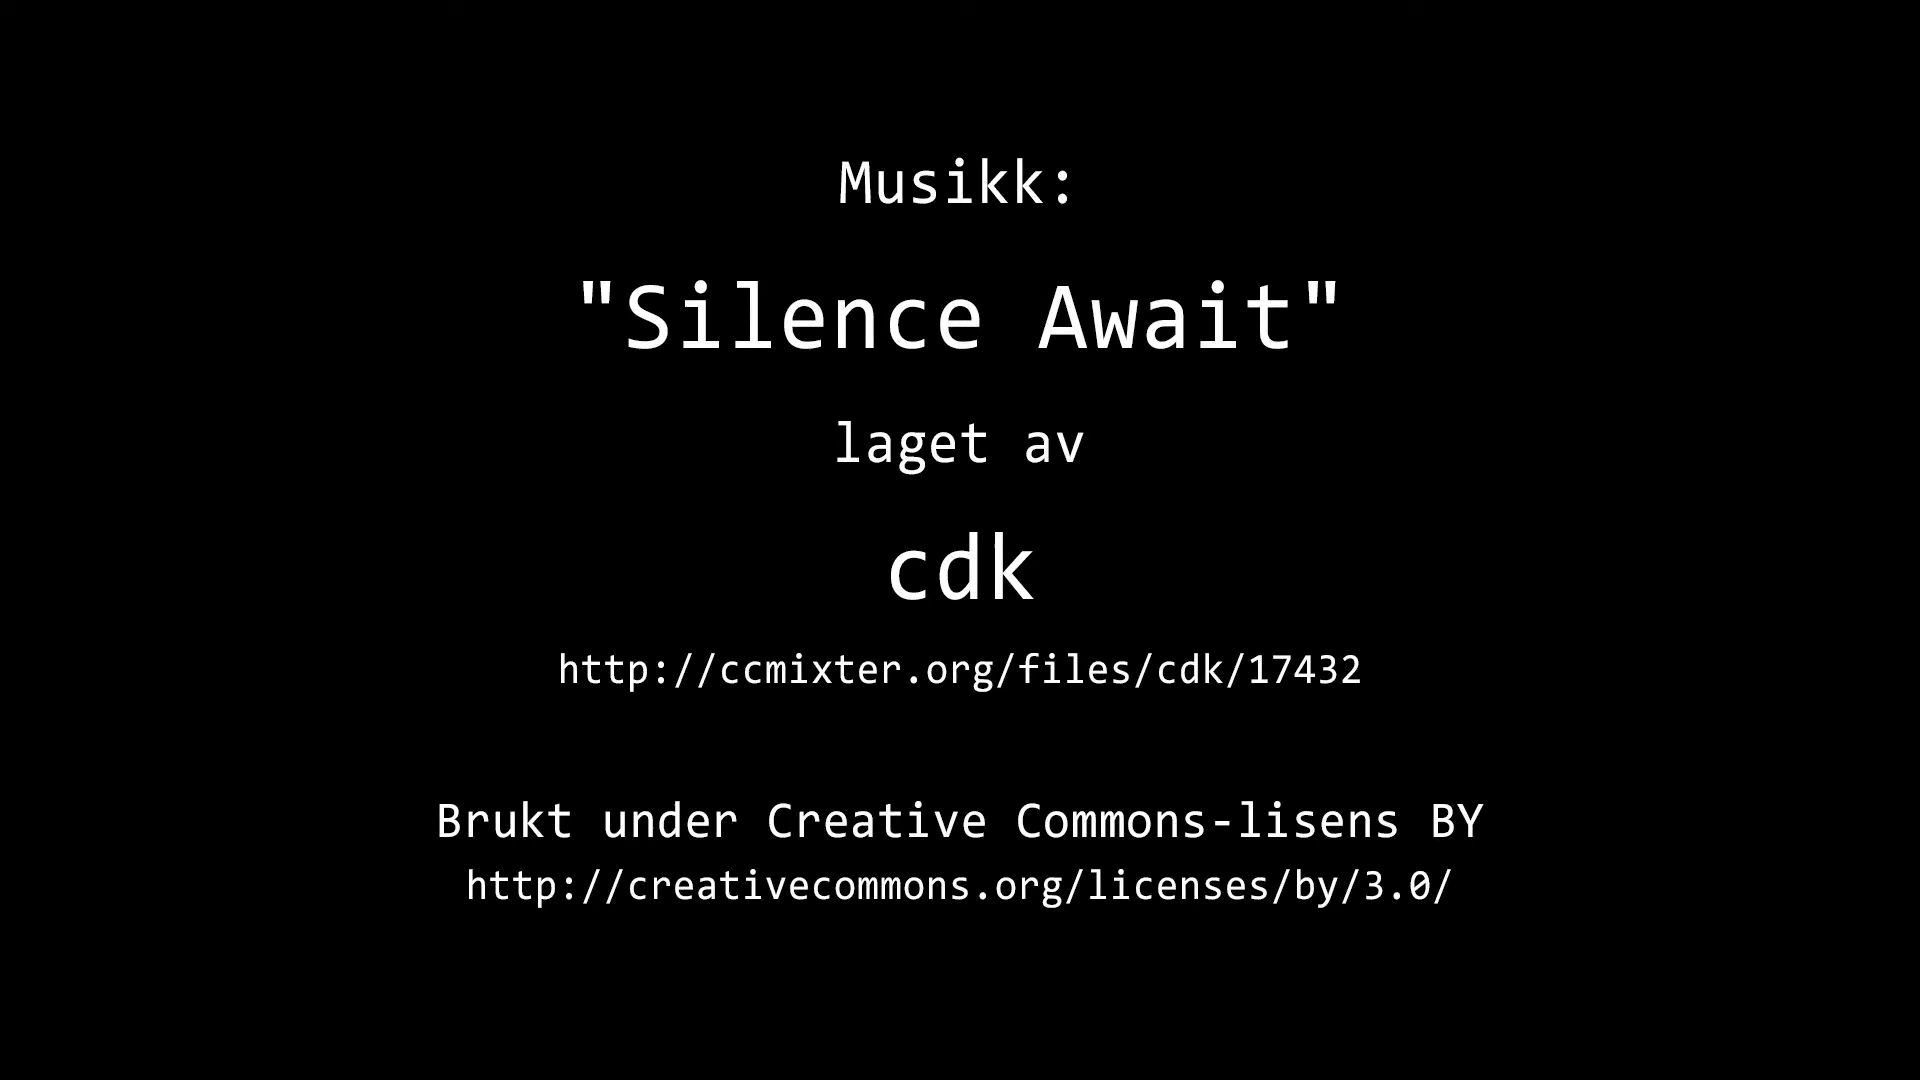 Musikk:
"Silence Await"
laget av
cdk
http://ccmixter.org/files/cdk/17432
Brukt under Creative Commons-lisens BY
http://creativecommons.org/licenses/by/3.0/